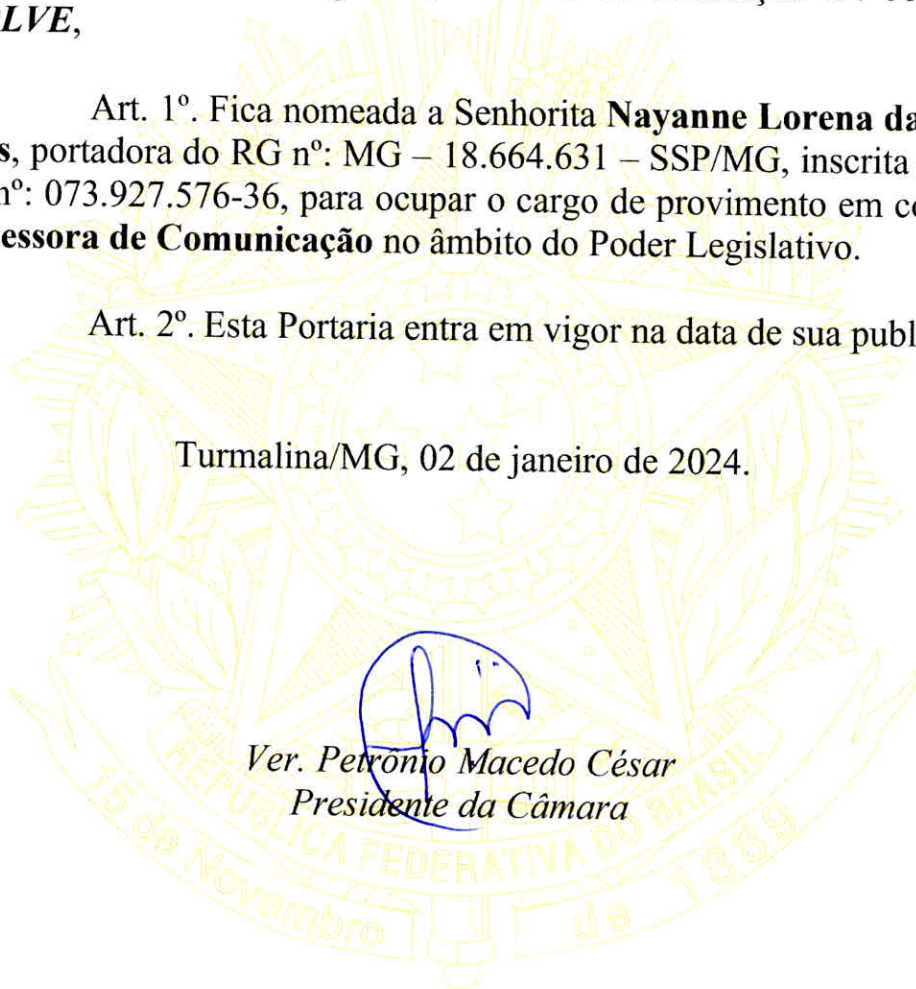 LVE,
Art. 1º. Fica nomeada a Senhorita Nayanne Lorena da
s, portadora do RG nº: MG – 18.664.631 – SSP/MG, inscrita
nº: 073.927.576-36, para ocupar o cargo de provimento em co
essora de Comunicação no âmbito do Poder Legislativo.
Art. 2º. Esta Portaria entra em vigor na data de sua publ
Turmalina/MG, 02 de janeiro de 2024.
Ver. Petrônio Macedo César
Presidente da Câmara
REPÚBLICA FEDERATIVA DO BRASIL
15 de Novembro de 1889